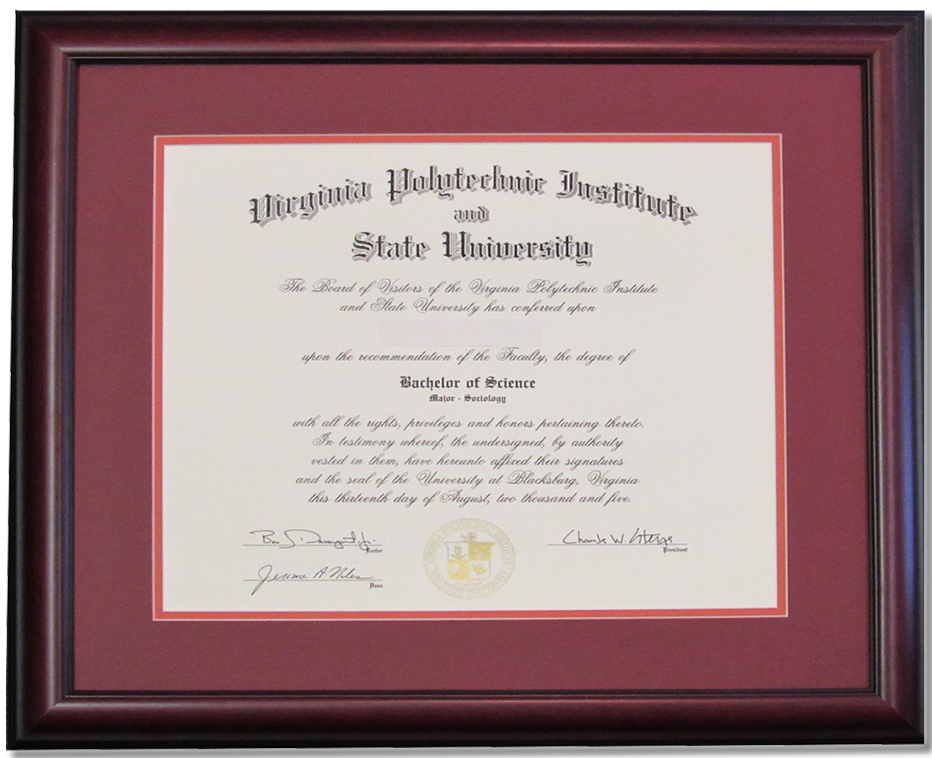 Virginia Polytechnic Institute
and
State University
The Board of Visitors of the Virginia Polytechnic Institute
and State University has conferred upon
upon the recommendation of the Faculty, the degree of
Bachelor of Science
Major - Sociology
with all the rights, privileges and honors pertaining thereto.
In testimony whereof, the undersigned, by authority
vested in them, have hereunto affixed their signatures
and the seal of the University at Blacksburg, Virginia
this thirteenth day of August, two thousand and five.
Rector
President
Jerome A Niles
Dean